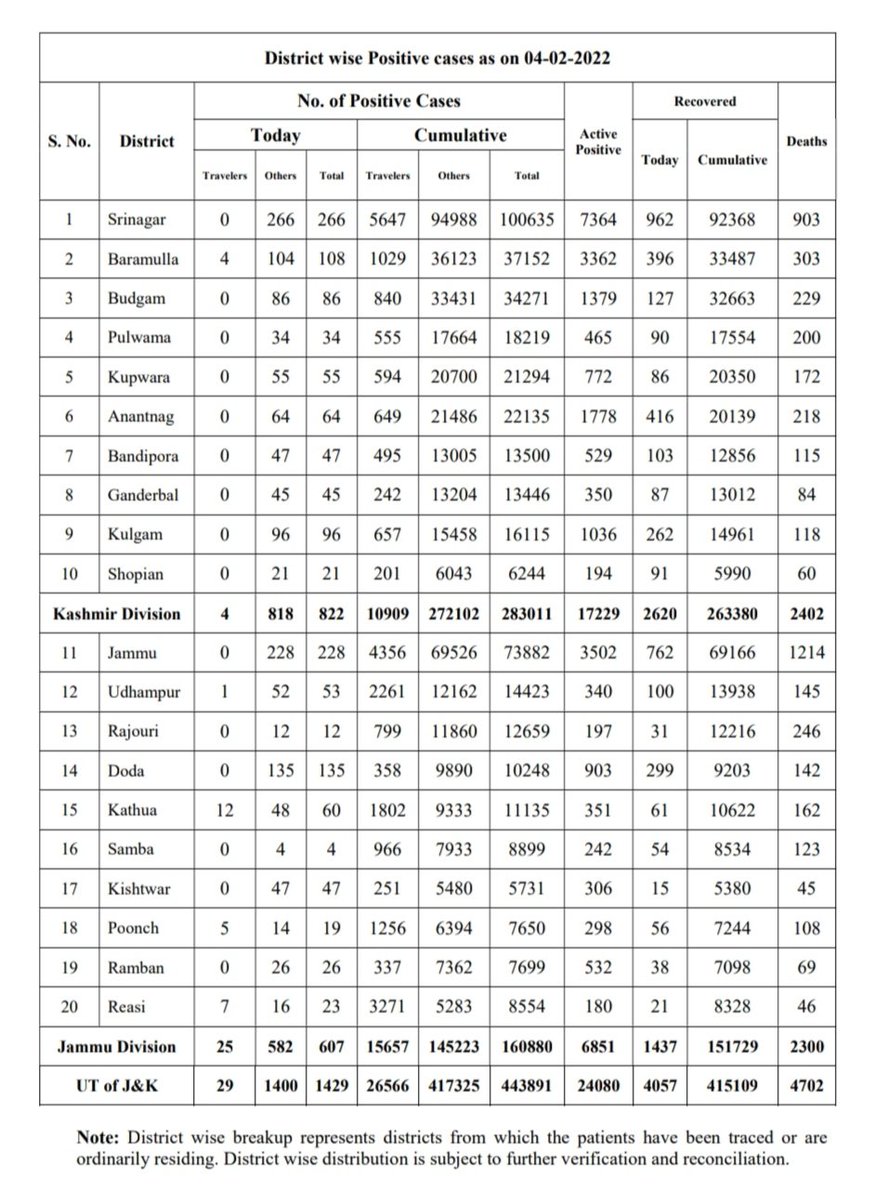 District wise Positive cases as on 04-02-2022
S. No. District No. of Positive Cases Active Positive Recovered Deaths
Today Cumulative Today Cumulative
Travelers Others Total Travelers Others Total
1 Srinagar 0 266 266 5647 94988 100635 7364 962 92368 903
2 Baramulla 4 104 108 1029 36123 37152 3362 396 33487 303
3 Budgam 0 86 86 840 33431 34271 1379 127 32663 229
4 Pulwama 0 34 34 555 17664 18219 465 90 17554 200
5 Kupwara 0 55 55 594 20700 21294 772 86 20350 172
6 Anantnag 0 64 64 649 21486 22135 1778 416 20139 218
7 Bandipora 0 47 47 495 13005 13500 529 103 12856 115
8 Ganderbal 0 45 45 242 13204 13446 350 87 13012 84
9 Kulgam 0 96 96 657 15458 16115 1036 262 14961 118
10 Shopian 0 21 21 201 6043 6244 194 91 5990 60
Kashmir Division 4 818 822 10909 272102 283011 17229 2620 263380 2402
11 Jammu 0 228 228 4356 69526 73882 3502 762 69166 1214
12 Udhampur 1 52 53 2261 12162 14423 340 100 13938 145
13 Rajouri 0 12 12 799 11860 12659 197 31 12216 246
14 Doda 0 135 135 358 9890 10248 903 299 9203 142
15 Kathua 12 48 60 1802 9333 11135 351 61 10622 162
16 Samba 0 4 4 966 7933 8899 242 54 8534 123
17 Kishtwar 0 47 47 251 5480 5731 306 15 5380 45
18 Poonch 5 14 19 1256 6394 7650 298 56 7244 108
19 Ramban 0 26 26 337 7362 7699 532 38 7098 69
20 Reasi 7 16 23 3271 5283 8554 180 21 8328 46
Jammu Division 25 582 607 15657 145223 160880 6851 1437 151729 2300
UT of J&K 29 1400 1429 26566 417325 443891 24080 4057 415109 4702
Note: District wise breakup represents districts from which the patients have been traced or are
ordinarily residing. District wise distribution is subject to further verification and reconciliation.